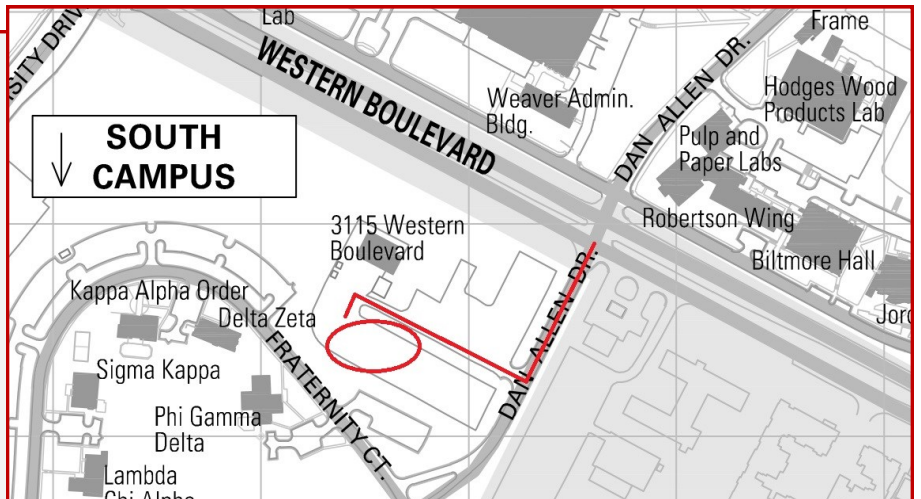 Lab
Frame
WESTERN BOULEVARD
DAN ALLEN DR.
Hodges Wood
Products Lab
Weaver Admin.
Bldg.
SOUTH
CAMPUS
Pulp and
Paper Labs
3115 Western
Boulevard
Robertson Wing
Biltmore Hall
DAN. ALLEN DR.
Kappa Alpha Order
Delta Zeta
FRATERNITY CT.
Sigma Kappa
Phi Gamma
Delta
Lambda